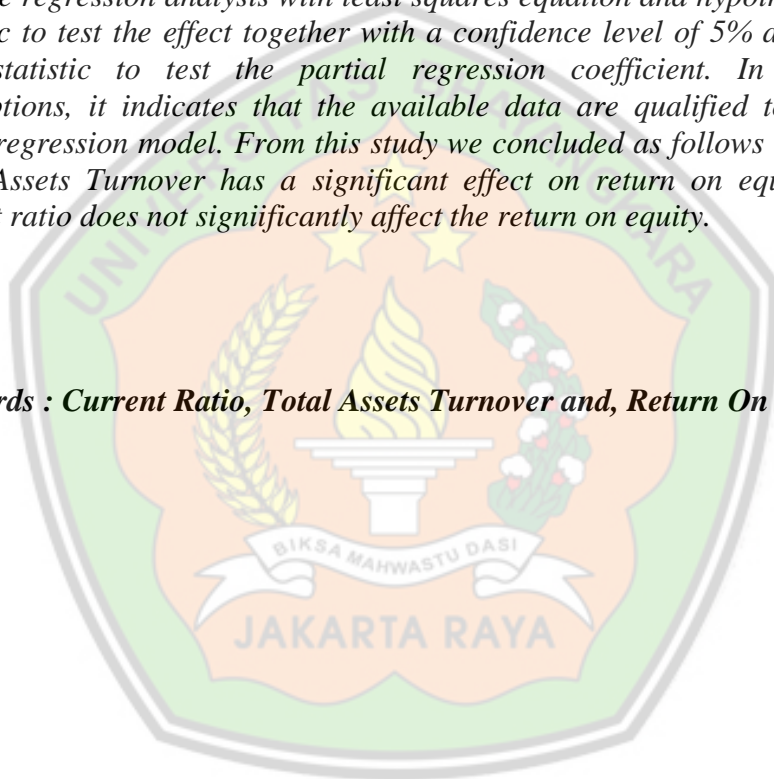 e regression analysis with least squares equation and hypoth
c to test the effect together with a confidence level of 5% a
statistic to test the partial regression coefficient. In
ptions, it indicates that the available data are qualified to
regression model. From this study we concluded as follows
Assets Turnover has a significant effect on return on equ
t ratio does not signiificantly affect the return on equity.
UNIVERSITAS BHAYANGKARA
rds : Current Ratio, Total Assets Turnover and, Return On
BIKSA MAHWASTU DASI
JAKARTA RAYA